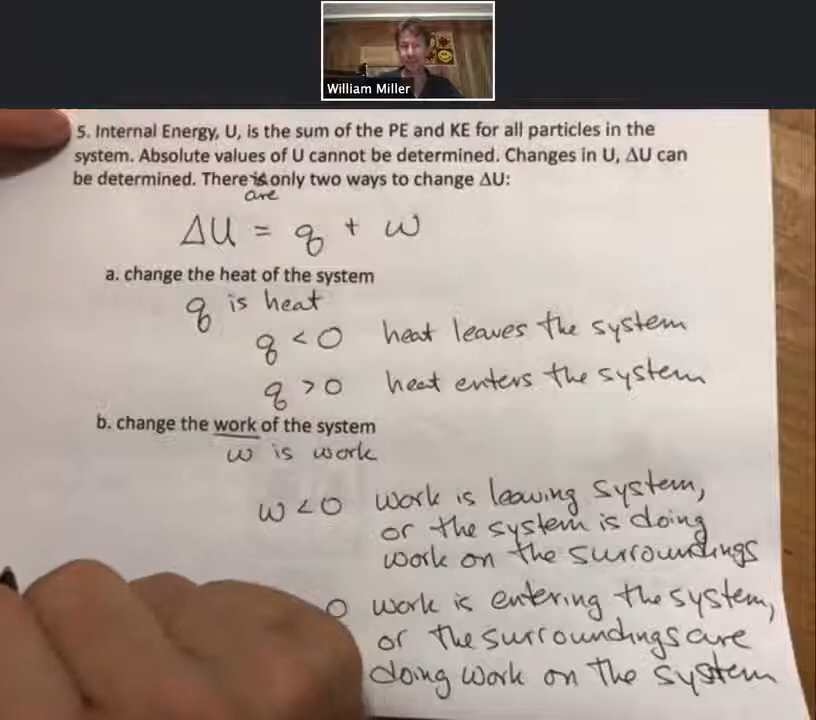 William Miller
5. Internal Energy, U, is the sum of the PE and KE for all particles in the
system. Absolute values of U cannot be determined. Changes in U, ΔU can
be determined. There is only two ways to change ΔU:
are
ΔU = q + w
a. change the heat of the system
q is heat
q < 0 heat leaves the system
q > 0 heat enters the system
b. change the work of the system
w is work
w < 0 work is leaving system,
or the system is doing
work on the surroundings
0 work is entering the system,
or the surroundings are
doing work on the system